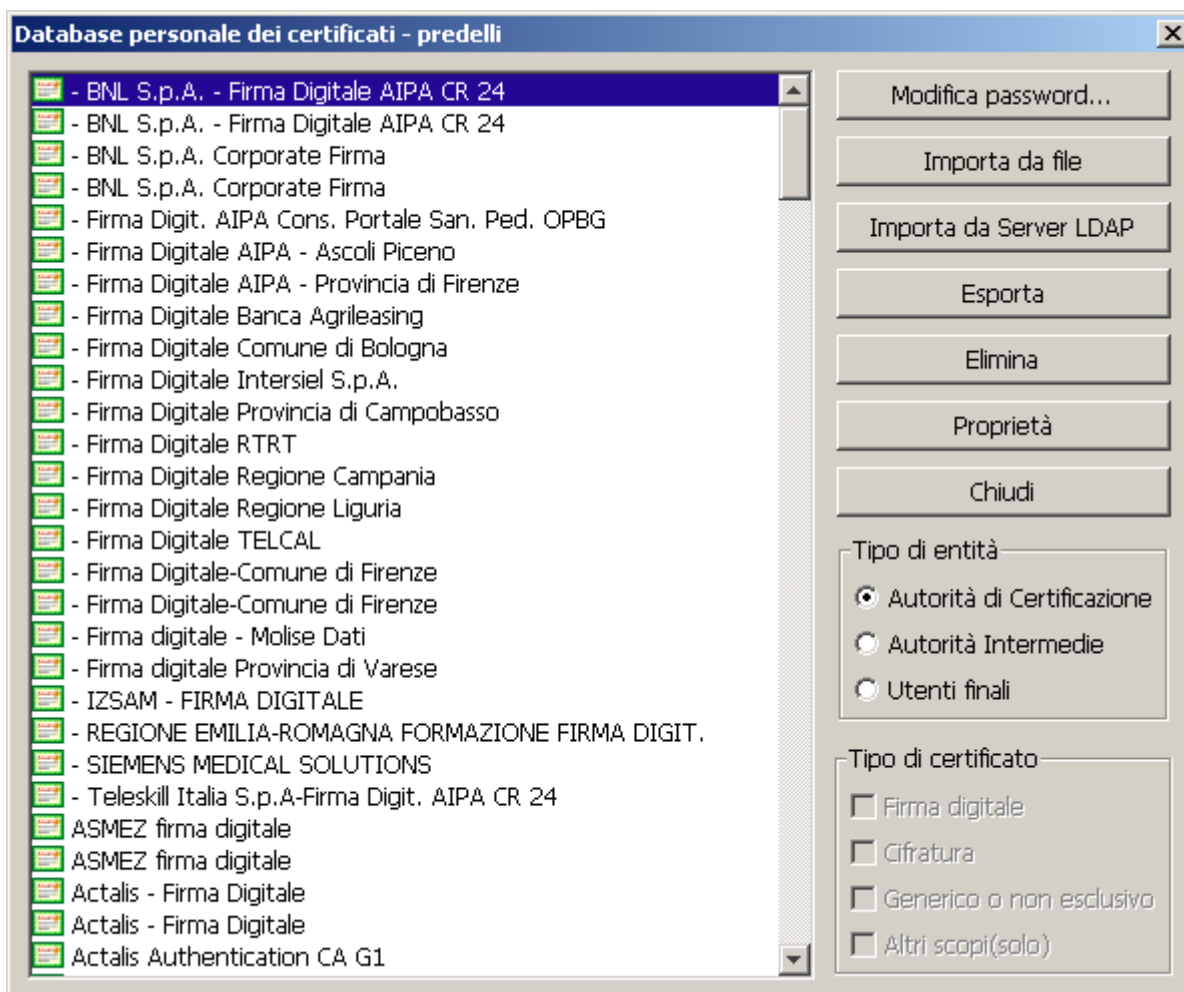 Database personale dei certificati - predelli
- BNL S.p.A. - Firma Digitale AIPA CR 24
- BNL S.p.A. - Firma Digitale AIPA CR 24
- BNL S.p.A. Corporate Firma
- BNL S.p.A. Corporate Firma
- Firma Digit. AIPA Cons. Portale San. Ped. OPBG
- Firma Digitale AIPA - Ascoli Piceno
- Firma Digitale AIPA - Provincia di Firenze
- Firma Digitale Banca Agrileasing
- Firma Digitale Comune di Bologna
- Firma Digitale Intersiel S.p.A.
- Firma Digitale Provincia di Campobasso
- Firma Digitale RTRT
- Firma Digitale Regione Campania
- Firma Digitale Regione Liguria
- Firma Digitale TELCAL
- Firma Digitale-Comune di Firenze
- Firma Digitale-Comune di Firenze
- Firma digitale - Molise Dati
- Firma digitale Provincia di Varese
- IZSAM - FIRMA DIGITALE
- REGIONE EMILIA-ROMAGNA FORMAZIONE FIRMA DIGIT.
- SIEMENS MEDICAL SOLUTIONS
- Teleskill Italia S.p.A-Firma Digit. AIPA CR 24
ASMEZ firma digitale
ASMEZ firma digitale
Actalis - Firma Digitale
Actalis - Firma Digitale
Actalis Authentication CA G1
Modifica password...
Importa da file
Importa da Server LDAP
Esporta
Elimina
Proprietà
Chiudi
Tipo di entità
Autorità di Certificazione
Autorità Intermedie
Utenti finali
Tipo di certificato
Firma digitale
Cifratura
Generico o non esclusivo
Altri scopi(solo)